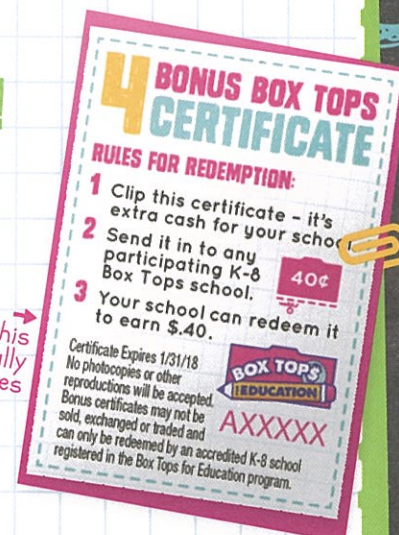 4 BONUS BOX TOPS
CERTIFICATE
RULES FOR REDEMPTION:
1 Clip this certificate – it's
extra cash for your
2 Send it in to any
participating K-8
Box Tops school.
40¢
3 Your school can redeem it
to earn $.40.
Certificate Expires 1/31/18
No photocopies or other
reproductions will be accepted.
Bonus certificates may not be
sold, exchanged or traded and
can only be redeemed by an accredited K-8 school
registered in the Box Tops for Education program.
BOX TOPS
EDUCATION
AXXXXX
his